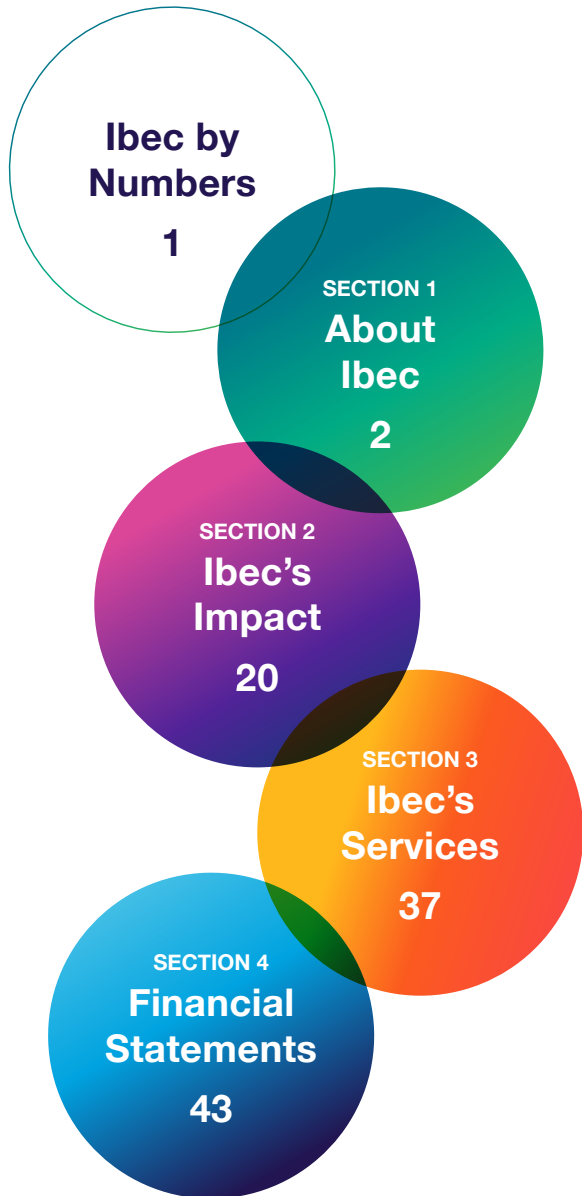 Ibec by
Numbers
1
SECTION 1
About
Ibec
2
SECTION 2
Ibec’s
Impact
20
SECTION 3
Ibec’s
Services
37
SECTION 4
Financial
Statements
43